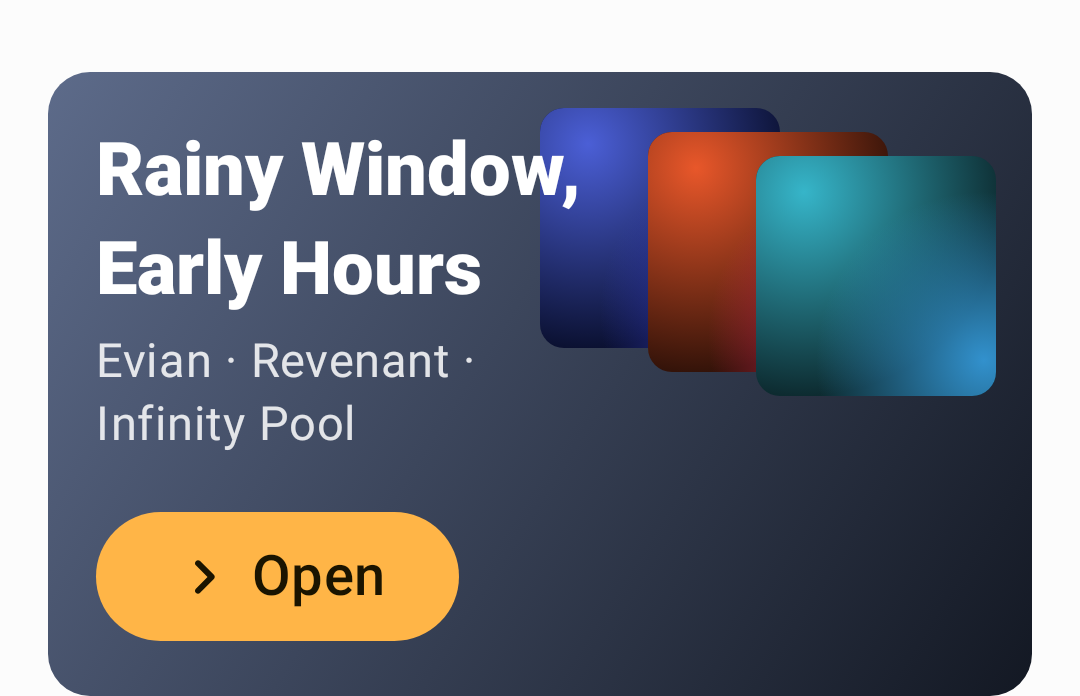 Rainy Window,
Early Hours
Evian · Revenant ·
Infinity Pool
Open